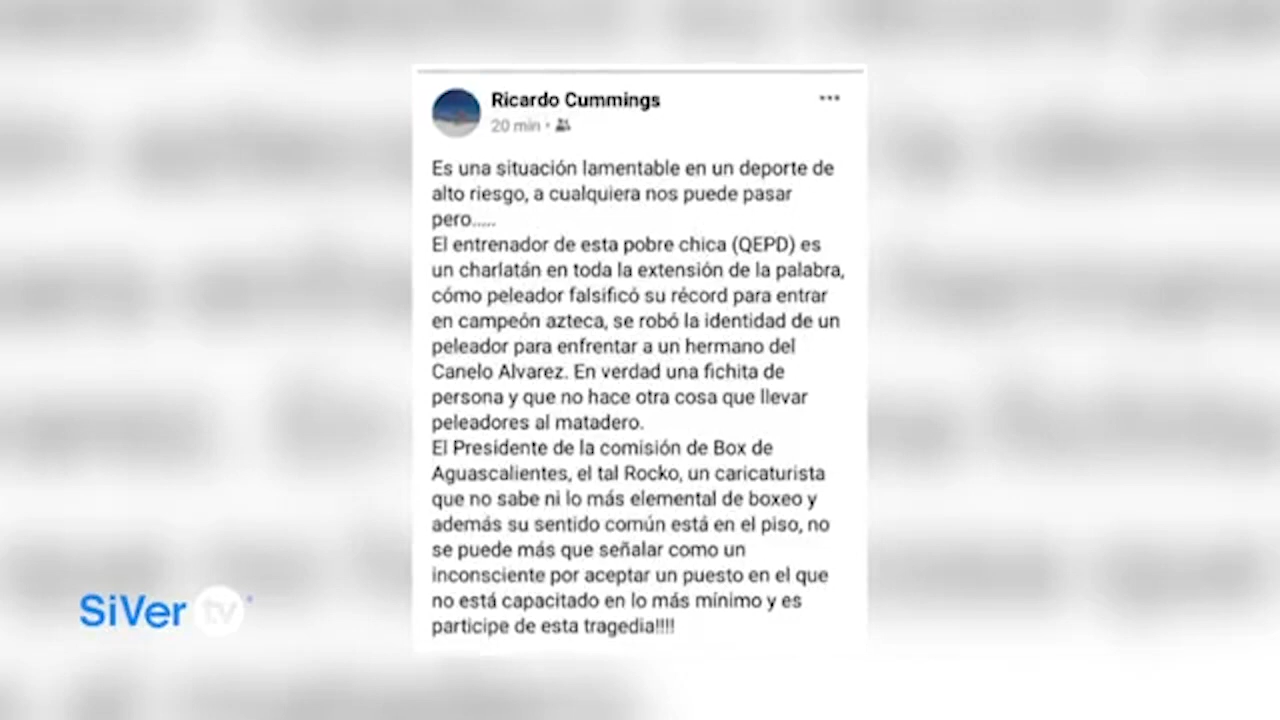 Ricardo Cummings
20 min •
Es una situación lamentable en un deporte de
alto riesgo, a cualquiera nos puede pasar
pero.....
El entrenador de esta pobre chica (QEPD) es
un charlatán en toda la extensión de la palabra,
cómo peleador falsificó su récord para entrar
en campeón azteca, se robó la identidad de un
peleador para enfrentar a un hermano del
Canelo Alvarez. En verdad una fichita de
persona y que no hace otra cosa que llevar
peleadores al matadero.
El Presidente de la comisión de Box de
Aguascalientes, el tal Rocko, un caricaturista
que no sabe ni lo más elemental de boxeo y
además su sentido común está en el piso, no
se puede más que señalar como un
inconsciente por aceptar un puesto en el que
no está capacitado en lo más mínimo y es
participe de esta tragedia!!!!
SiVer tv